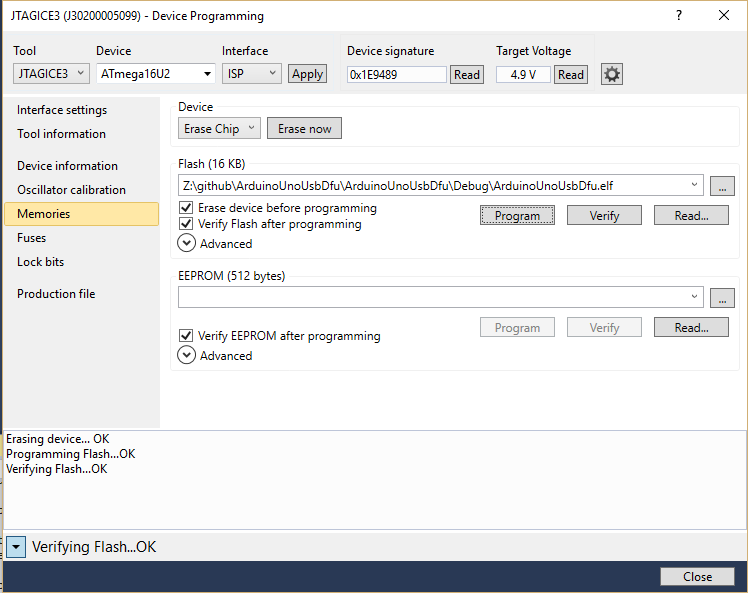 JTAGICE3 (J30200005099) - Device Programming
?
Tool Device Interface Device signature Target Voltage
JTAGICE3 ATmega16U2 ISP Apply 0x1E9489 Read 4.9 V Read
Interface settings
Tool information
Device information
Oscillator calibration
Memories
Fuses
Lock bits
Production file
Device
Erase Chip Erase now
Flash (16 KB)
Z:\github\ArduinoUnoUsbDfu\ArduinoUnoUsbDfu\Debug\ArduinoUnoUsbDfu.elf ...
Erase device before programming
Verify Flash after programming
Program Verify Read...
Advanced
EEPROM (512 bytes)
...
Program Verify Read...
Verify EEPROM after programming
Advanced
Erasing device... OK
Programming Flash...OK
Verifying Flash...OK
Verifying Flash...OK
Close